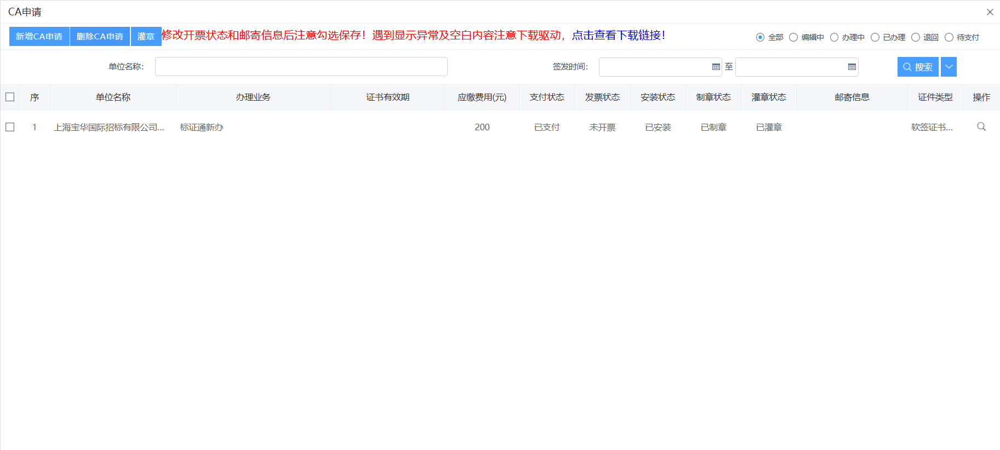 CA申请
新增CA申请 删除CA申请 灌章 修改开票状态和邮寄信息后注意勾选保存！遇到显示异常及空白内容注意下载驱动，点击查看下载链接！ 全部 编辑中 办理中 已办理 退回 待支付
单位名称： 签发时间： 至 搜索
序 单位名称 办理业务 证书有效期 应缴费用(元) 支付状态 发票状态 安装状态 制章状态 灌章状态 邮寄信息 证件类型 操作
1 上海宝华国际招标有限公司... 标证通新办 200 已支付 未开票 已安装 已制章 已灌章 软签证书...